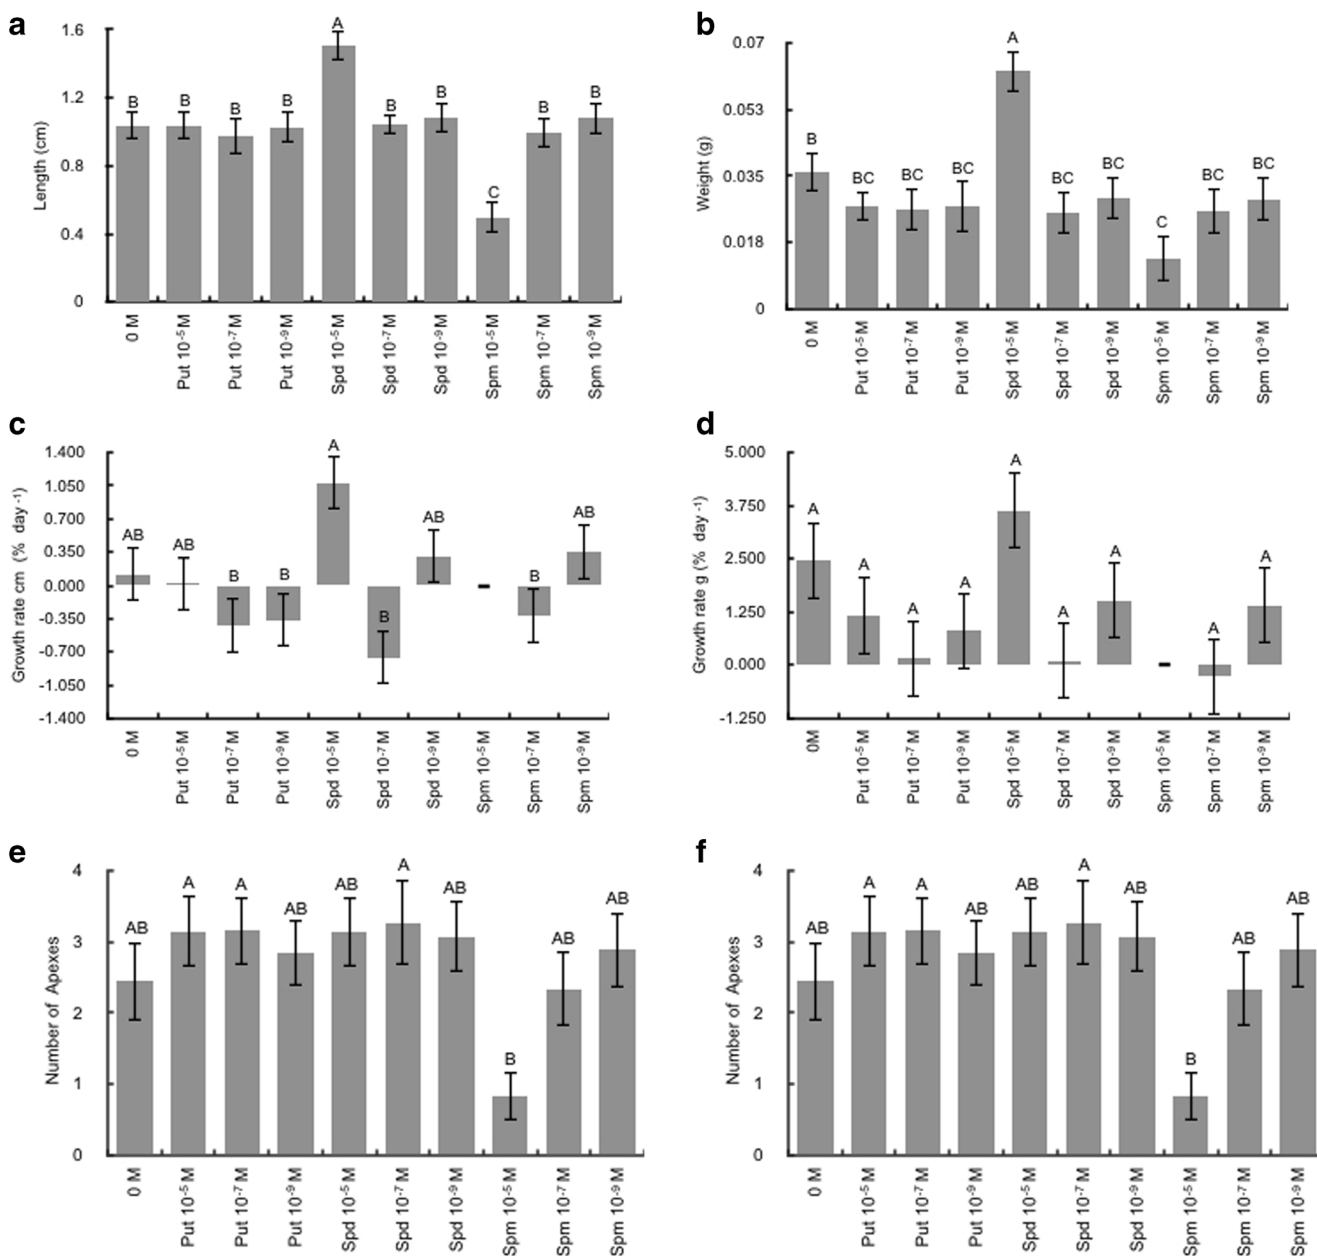 a
Length (cm)
1.6
1.2
0.8
0.4
0
B
B
B
B
A
B
B
C
B
B
0 M
Put 10⁻⁵ M
Put 10⁻⁷ M
Put 10⁻⁹ M
Spd 10⁻⁵ M
Spd 10⁻⁷ M
Spd 10⁻⁹ M
Spm 10⁻⁵ M
Spm 10⁻⁷ M
Spm 10⁻⁹ M
b
Weight (g)
0.07
0.053
0.035
0.018
0
B
BC
BC
BC
A
BC
BC
C
BC
BC
0 M
Put 10⁻⁵ M
Put 10⁻⁷ M
Put 10⁻⁹ M
Spd 10⁻⁵ M
Spd 10⁻⁷ M
Spd 10⁻⁹ M
Spm 10⁻⁵ M
Spm 10⁻⁷ M
Spm 10⁻⁹ M
c
Growth rate cm (% day ⁻¹)
1.400
1.050
0.700
0.350
0.000
-0.350
-0.700
-1.050
-1.400
AB
AB
B
B
A
B
AB
B
AB
0 M
Put 10⁻⁵ M
Put 10⁻⁷ M
Put 10⁻⁹ M
Spd 10⁻⁵ M
Spd 10⁻⁷ M
Spd 10⁻⁹ M
Spm 10⁻⁵ M
Spm 10⁻⁷ M
Spm 10⁻⁹ M
d
Growth rate g (% day ⁻¹)
5.000
3.750
2.500
1.250
0.000
-1.250
A
A
A
A
A
A
A
A
A
0M
Put 10⁻⁵ M
Put 10⁻⁷ M
Put 10⁻⁹ M
Spd 10⁻⁵ M
Spd 10⁻⁷ M
Spd 10⁻⁹ M
Spm 10⁻⁵ M
Spm 10⁻⁷ M
Spm 10⁻⁹ M
e
Number of Apexes
4
3
2
1
0
AB
A
A
AB
AB
A
AB
B
AB
AB
0 M
Put 10⁻⁵ M
Put 10⁻⁷ M
Put 10⁻⁹ M
Spd 10⁻⁵ M
Spd 10⁻⁷ M
Spd 10⁻⁹ M
Spm 10⁻⁵ M
Spm 10⁻⁷ M
Spm 10⁻⁹ M
f
Number of Apexes
4
3
2
1
0
AB
A
A
AB
AB
A
AB
B
AB
AB
0 M
Put 10⁻⁵ M
Put 10⁻⁷ M
Put 10⁻⁹ M
Spd 10⁻⁵ M
Spd 10⁻⁷ M
Spd 10⁻⁹ M
Spm 10⁻⁵ M
Spm 10⁻⁷ M
Spm 10⁻⁹ M